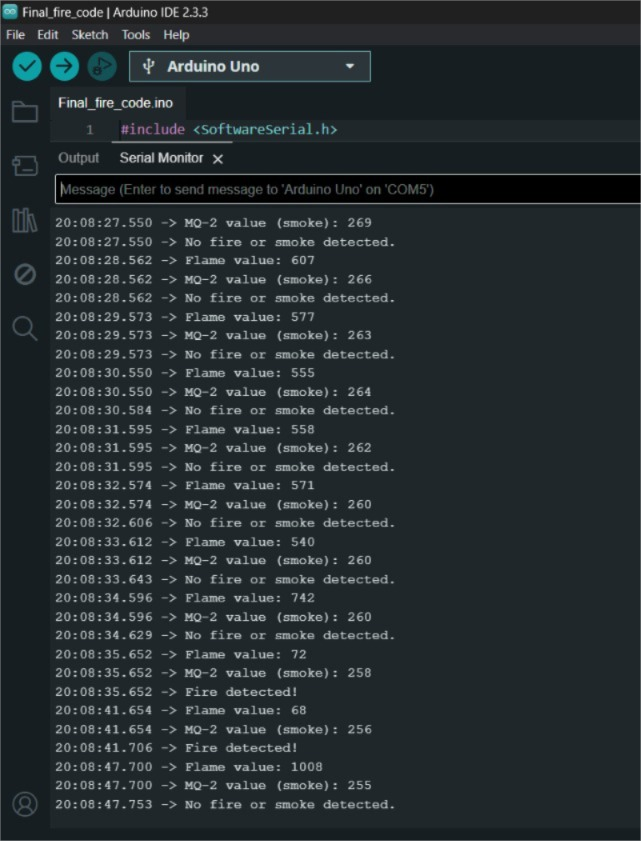 Final_fire_code | Arduino IDE 2.3.3
File Edit Sketch Tools Help
Arduino Uno
Final_fire_code.ino
1 #include <SoftwareSerial.h>
Output Serial Monitor
Message (Enter to send message to 'Arduino Uno' on 'COM5')
20:08:27.550 -> MQ-2 value (smoke): 269
20:08:27.550 -> No fire or smoke detected.
20:08:28.562 -> Flame value: 607
20:08:28.562 -> MQ-2 value (smoke): 266
20:08:28.562 -> No fire or smoke detected.
20:08:29.573 -> Flame value: 577
20:08:29.573 -> MQ-2 value (smoke): 263
20:08:29.573 -> No fire or smoke detected.
20:08:30.550 -> Flame value: 555
20:08:30.550 -> MQ-2 value (smoke): 264
20:08:30.584 -> No fire or smoke detected.
20:08:31.595 -> Flame value: 558
20:08:31.595 -> MQ-2 value (smoke): 262
20:08:31.595 -> No fire or smoke detected.
20:08:32.574 -> Flame value: 571
20:08:32.574 -> MQ-2 value (smoke): 260
20:08:32.606 -> No fire or smoke detected.
20:08:33.612 -> Flame value: 540
20:08:33.612 -> MQ-2 value (smoke): 260
20:08:33.643 -> No fire or smoke detected.
20:08:34.596 -> Flame value: 742
20:08:34.596 -> MQ-2 value (smoke): 260
20:08:34.629 -> No fire or smoke detected.
20:08:35.652 -> Flame value: 72
20:08:35.652 -> MQ-2 value (smoke): 258
20:08:35.652 -> Fire detected!
20:08:41.654 -> Flame value: 68
20:08:41.654 -> MQ-2 value (smoke): 256
20:08:41.706 -> Fire detected!
20:08:47.700 -> Flame value: 1008
20:08:47.700 -> MQ-2 value (smoke): 255
20:08:47.753 -> No fire or smoke detected.